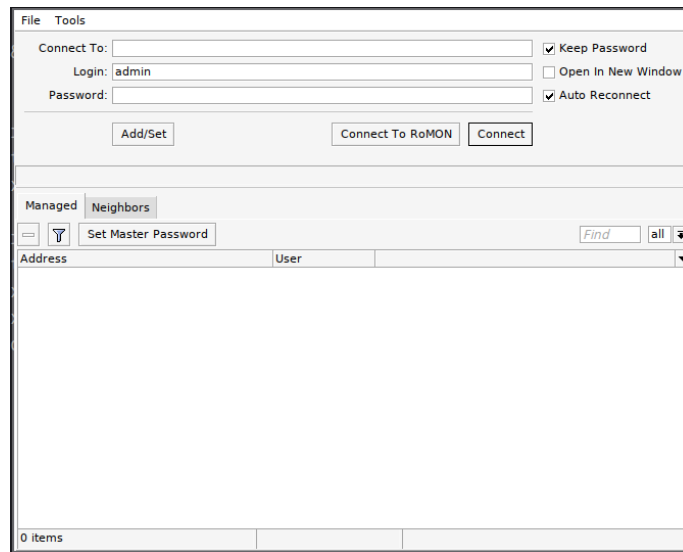 File Tools
Connect To: Keep Password
Login: admin Open In New Window
Password: Auto Reconnect
Add/Set Connect To RoMON Connect
Managed Neighbors
Set Master Password Find all
Address User
0 items